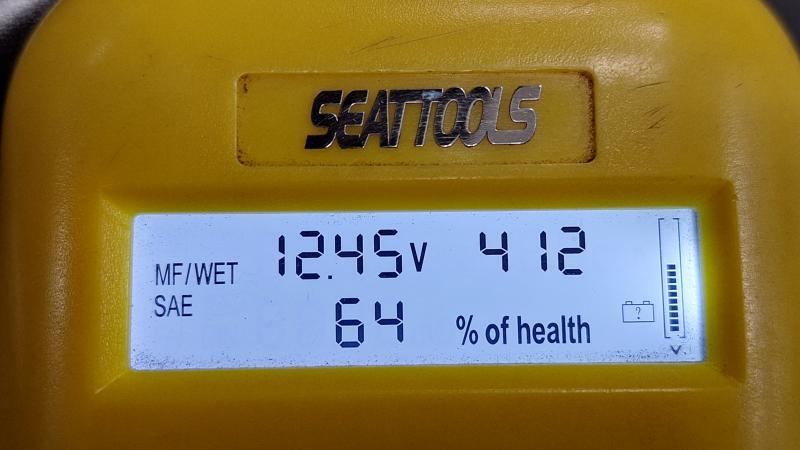 SEATTOOLS
MF/WET 12.45V 412
SAE 64 % of health
?